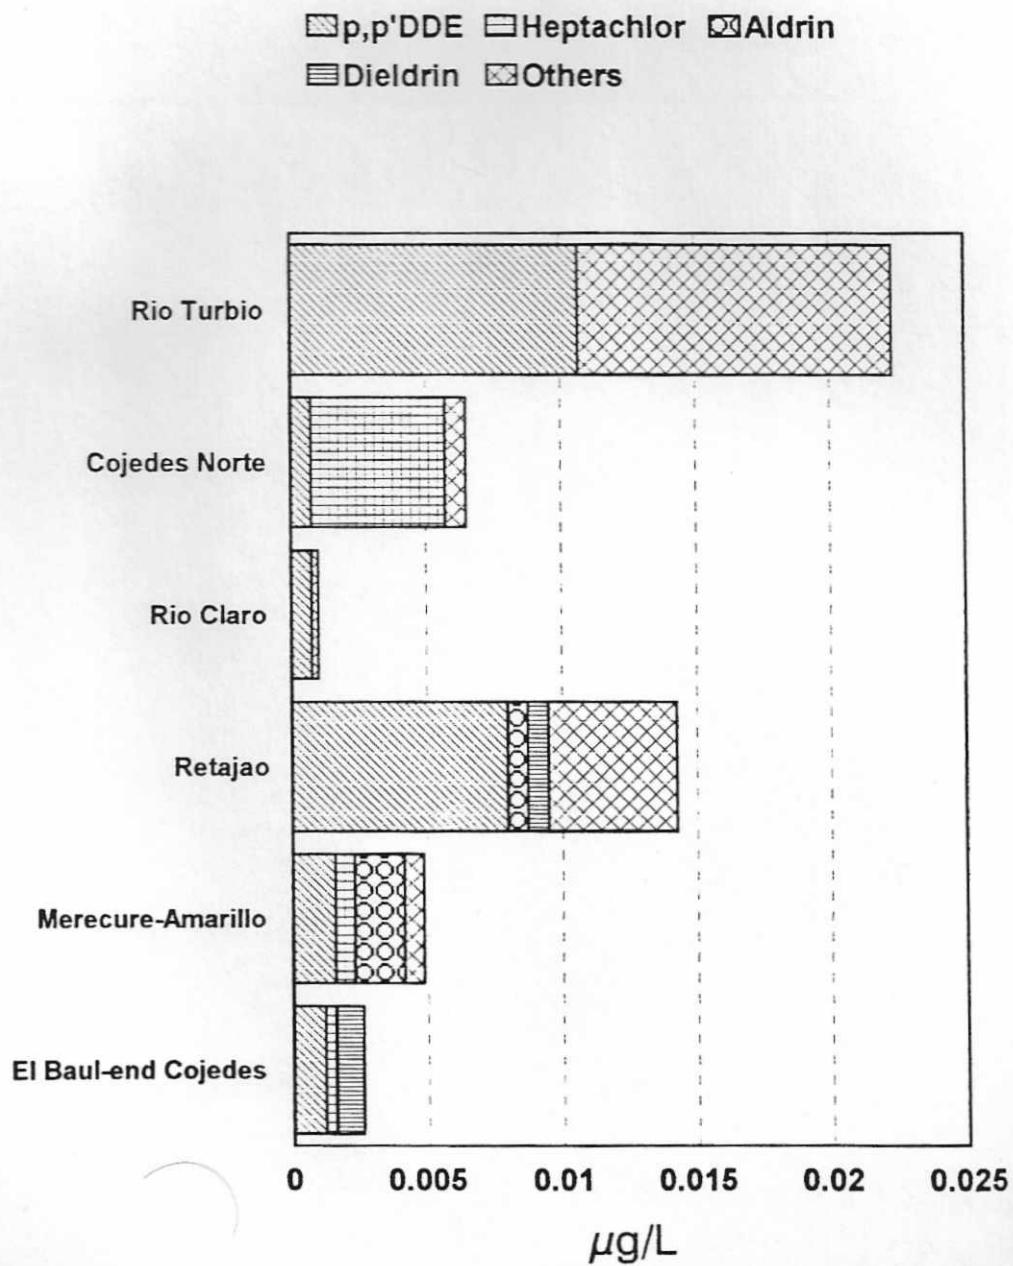 p,p'DDE Heptachlor Aldrin
Dieldrin Others
Rio Turbio
Cojedes Norte
Rio Claro
Retajao
Merecure-Amarillo
El Baul-end Cojedes
0 0.005 0.01 0.015 0.02 0.025
µg/L